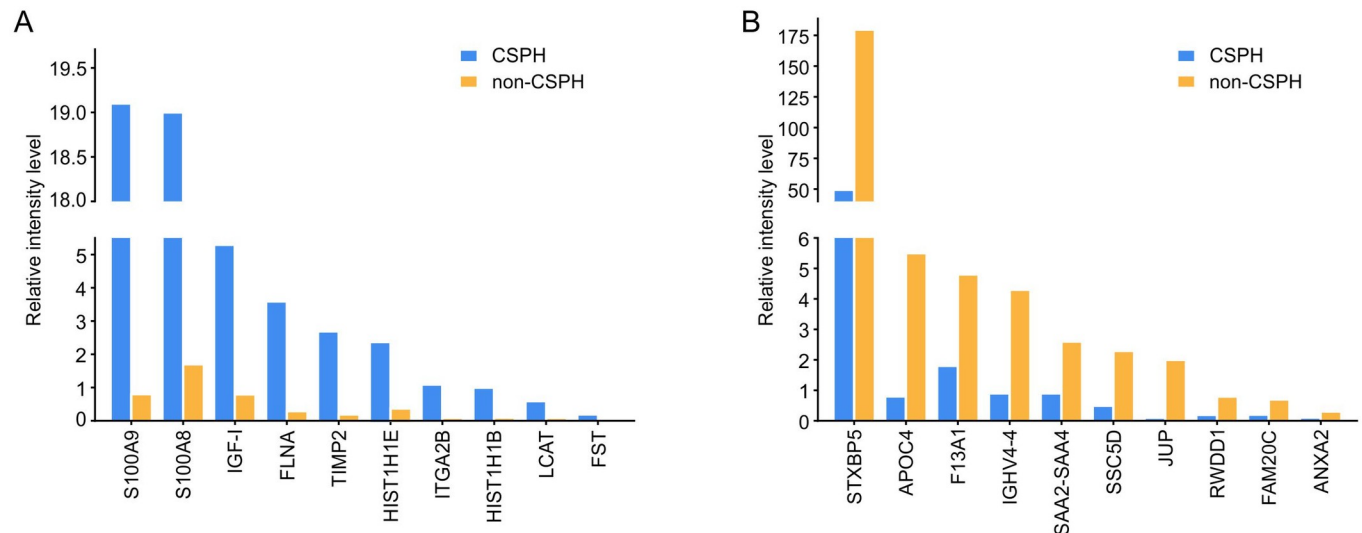 A
Relative intensity level
19.5
19.0
18.5
18.0
5
4
3
2
1
0
CSPH
non-CSPH
S100A9
S100A8
IGF-I
FLNA
TIMP2
HIST1H1E
ITGA2B
HIST1H1B
LCAT
FST
B
Relative intensity level
175
150
125
100
75
50
6
5
4
3
2
1
0
CSPH
non-CSPH
STXBP5
APOC4
F13A1
IGHV4-4
SAA2-SAA4
SSC5D
JUP
RWDD1
FAM20C
ANXA2